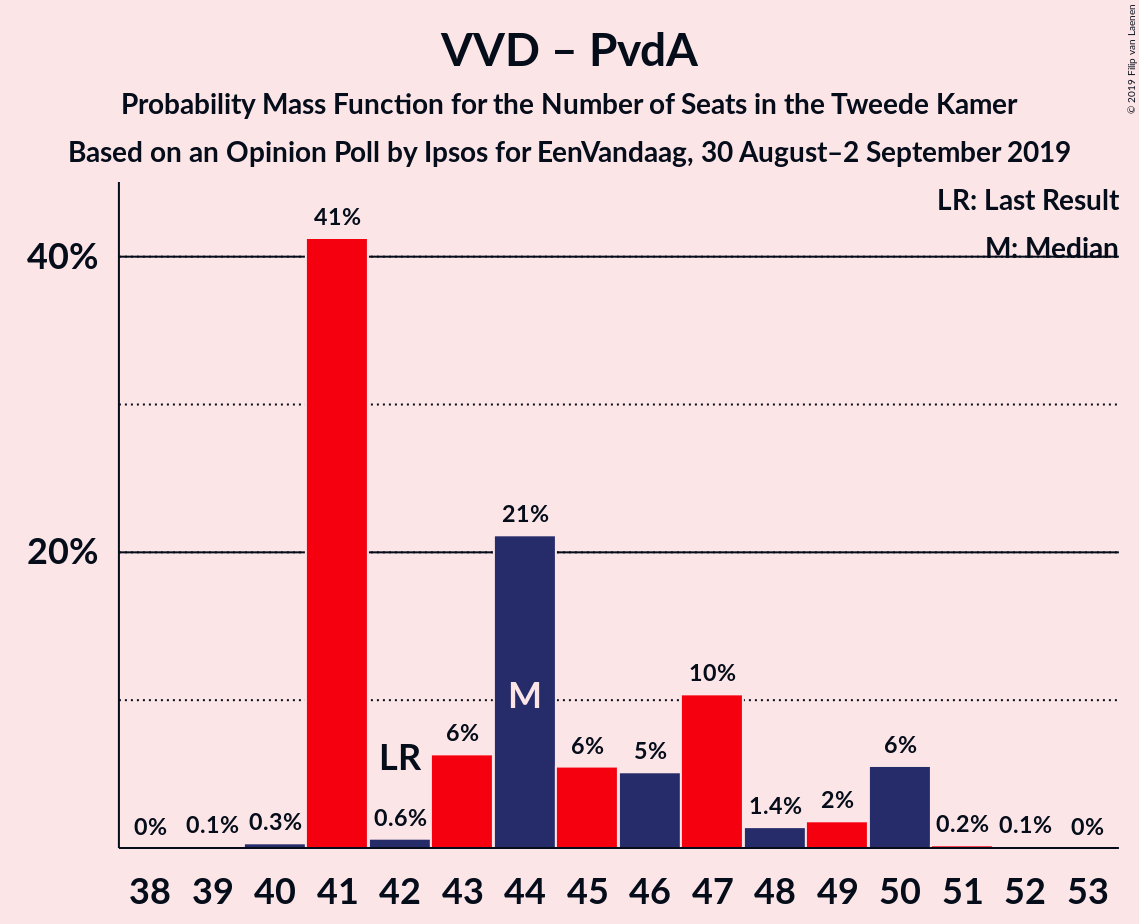 VVD – PvdA
Probability Mass Function for the Number of Seats in the Tweede Kamer
Based on an Opinion Poll by Ipsos for EenVandaag, 30 August–2 September 2019
© 2019 Filip van Laenen
LR: Last Result
M: Median
40%
20%
0%
0.1%
0.3%
41%
0.6%
LR
6%
21%
M
6%
5%
10%
1.4%
2%
6%
0.2%
0.1%
0%
38 39 40 41 42 43 44 45 46 47 48 49 50 51 52 53